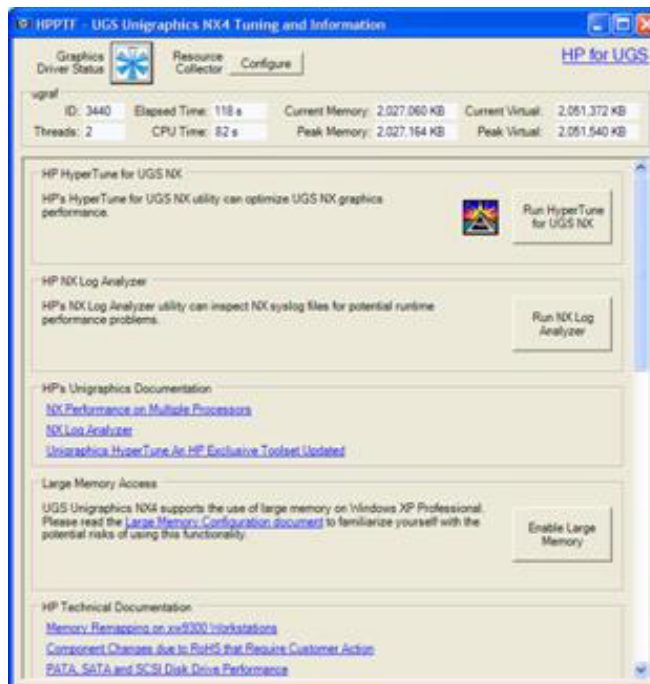 HPPTF - UGS Unigraphics NX4 Tuning and Information
Graphics Driver Status
Resource Collector
Configure
HP for UGS
ugraf
ID: 3440 Elapsed Time: 118 s Current Memory: 2,027,060 KB Current Virtual: 2,051,372 KB
Threads: 2 CPU Time: 82 s Peak Memory: 2,027,164 KB Peak Virtual: 2,051,540 KB
HP HyperTune for UGS NX
HP's HyperTune for UGS NX utility can optimize UGS NX graphics
performance.
Run HyperTune
for UGS NX
HP NX Log Analyzer
HP's NX Log Analyzer utility can inspect NX syslog files for potential runtime
performance problems.
Run NX Log
Analyzer
HP's Unigraphics Documentation
NX Performance on Multiple Processors
NX Log Analyzer
Unigraphics HyperTune An HP Exclusive Toolset Updated
Large Memory Access
UGS Unigraphics NX4 supports the use of large memory on Windows XP Professional.
Please read the Large Memory Configuration document to familiarize yourself with the
potential risks of using this functionality.
Enable Large
Memory
HP Technical Documentation
Memory Remapping on xw9300 Workstations
Component Changes due to RoHS that Require Customer Action
PATA, SATA and SCSI Disk Drive Performance